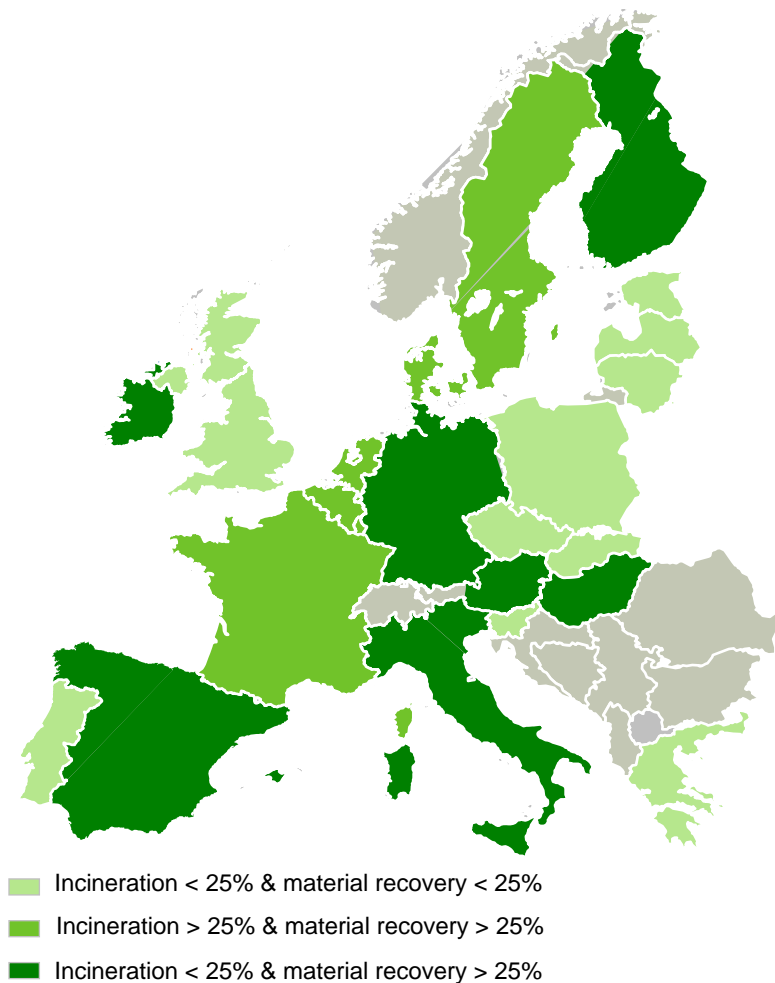 Incineration < 25% & material recovery < 25%
Incineration > 25% & material recovery > 25%
Incineration < 25% & material recovery > 25%